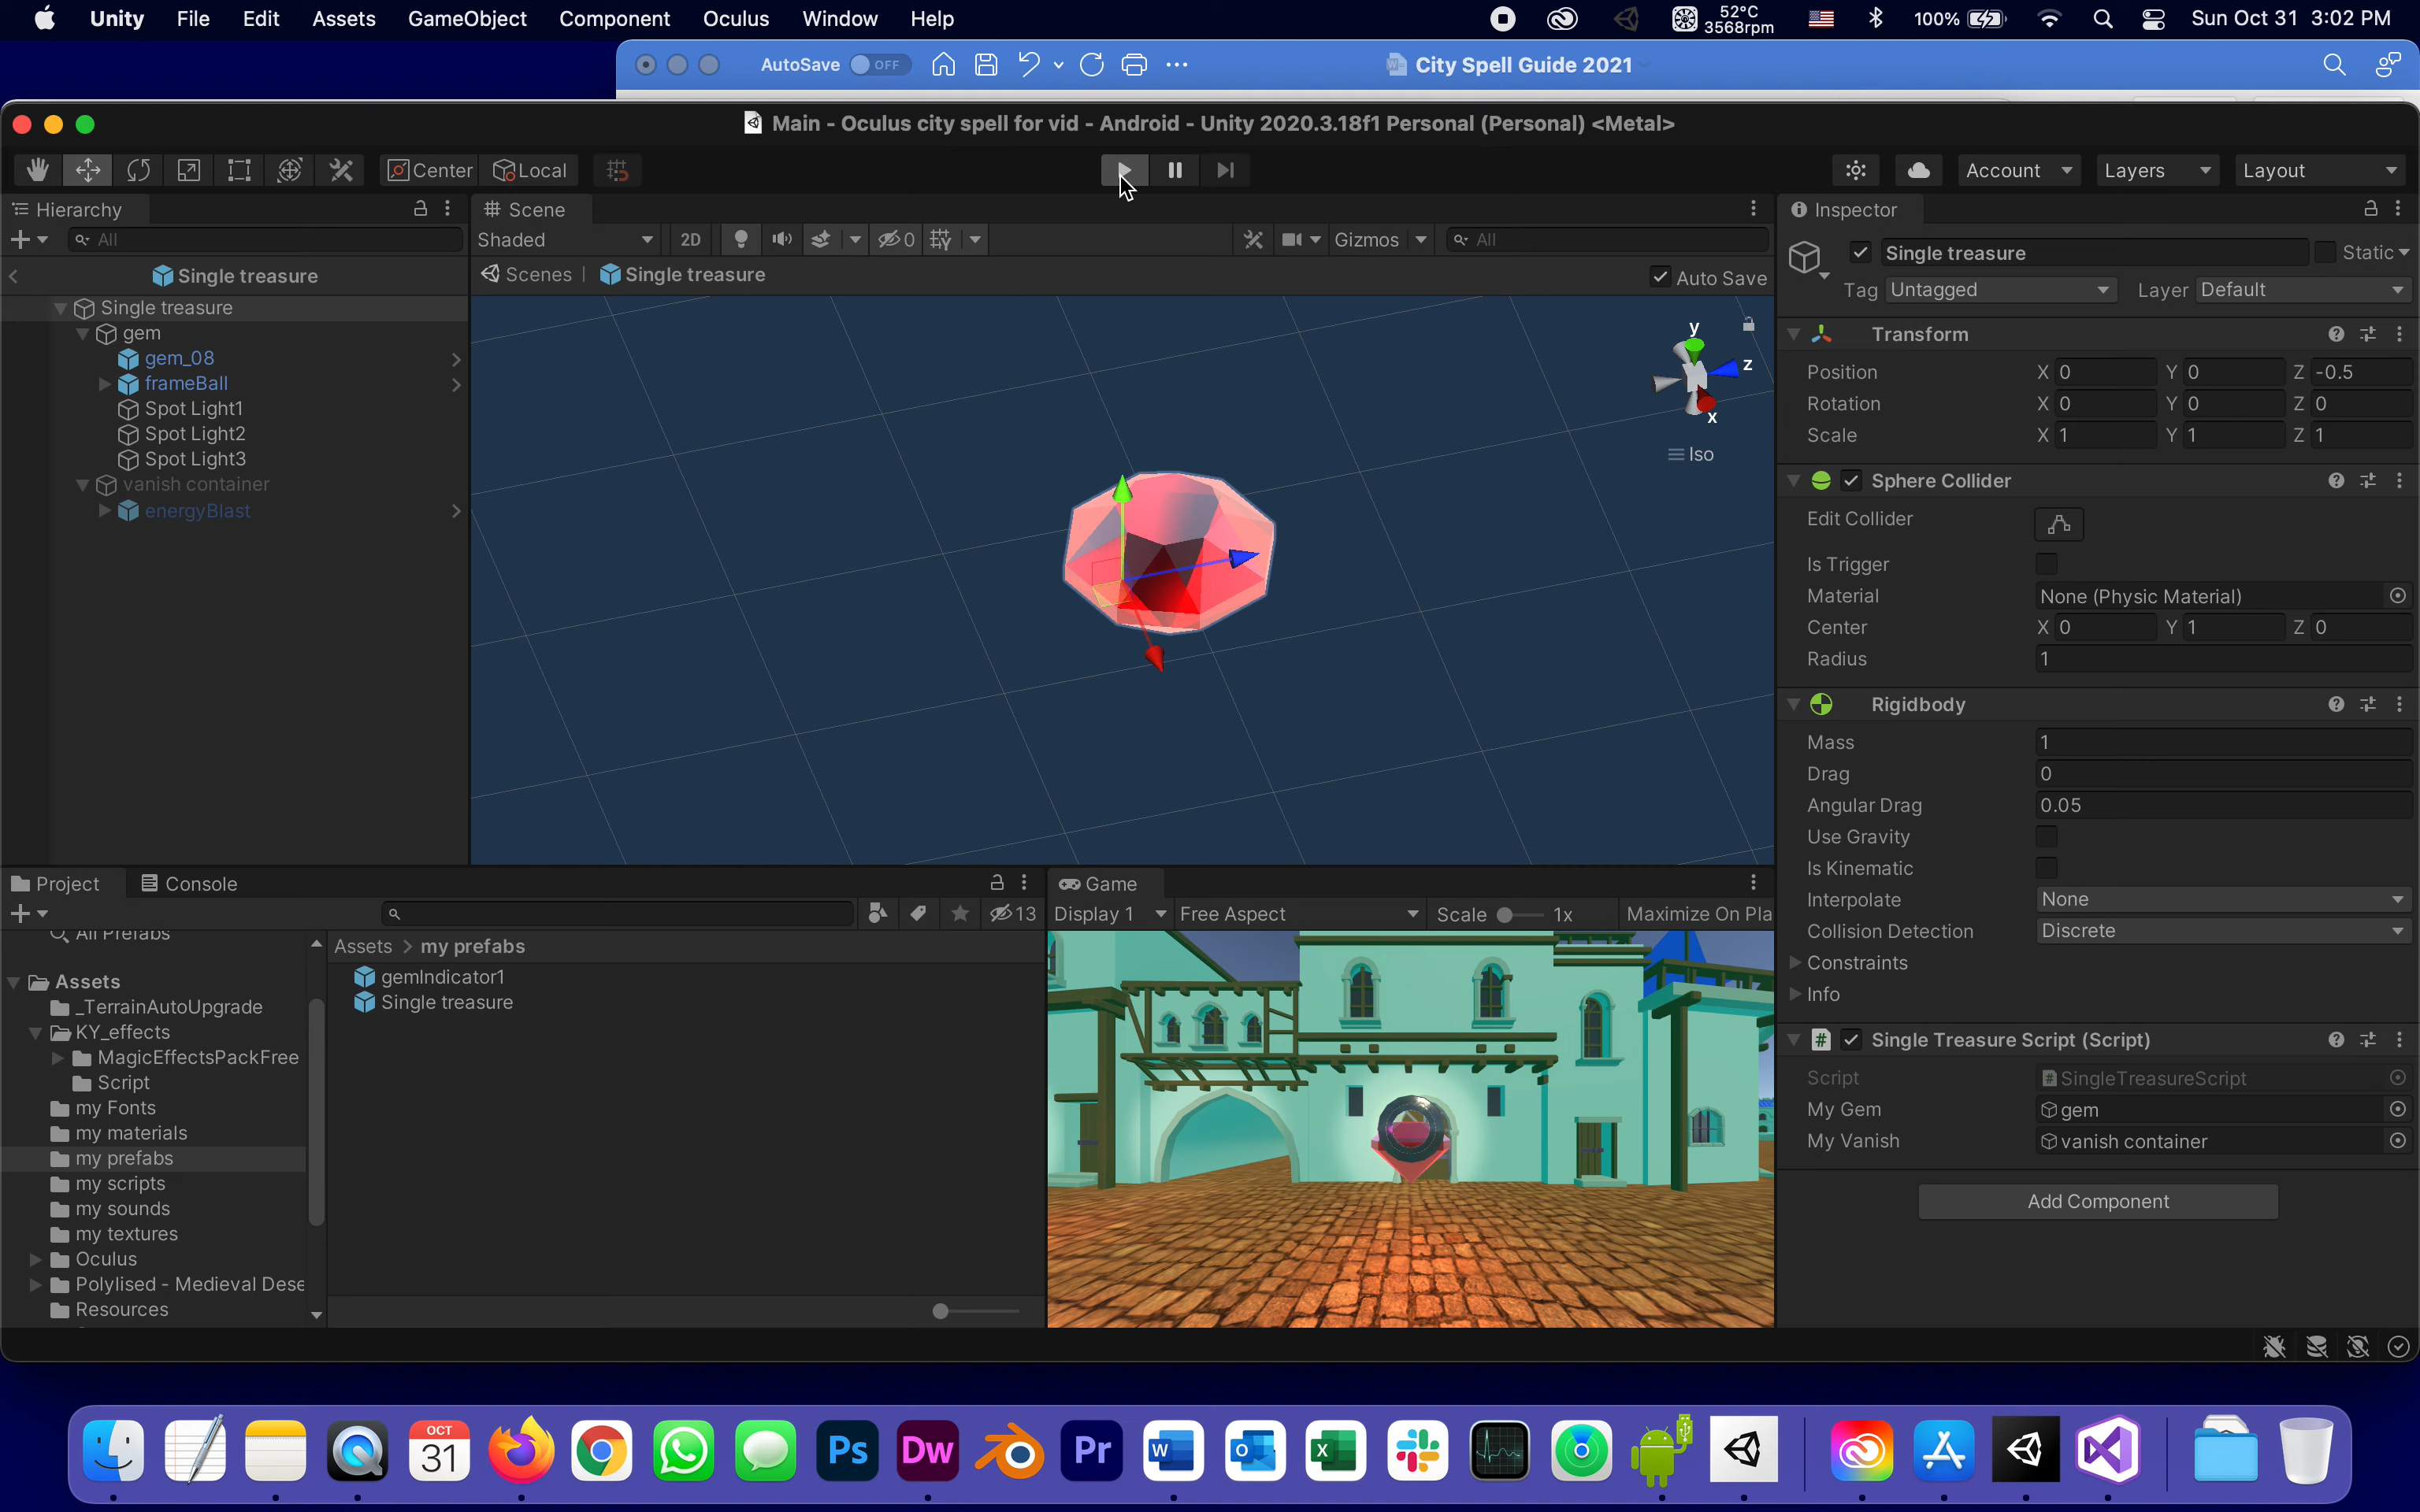 Unity File Edit Assets GameObject Component Oculus Window Help
52°C
3568rpm
100%
Sun Oct 31 3:02 PM
AutoSave OFF
City Spell Guide 2021
Main - Oculus city spell for vid - Android - Unity 2020.3.18f1 Personal (Personal) <Metal>
Center Local
Account Layers Layout
Hierarchy
All
Single treasure
Single treasure
gem
gem_08
frameBall
Spot Light1
Spot Light2
Spot Light3
vanish container
energyBlast
Scene
Shaded 2D 0 Gizmos All
Scenes Single treasure Auto Save
y
z
x
Iso
Inspector
Single treasure Static
Tag Untagged Layer Default
Transform
Position X 0 Y 0 Z -0.5
Rotation X 0 Y 0 Z 0
Scale X 1 Y 1 Z 1
Sphere Collider
Edit Collider
Is Trigger
Material None (Physic Material)
Center X 0 Y 1 Z 0
Radius 1
Rigidbody
Mass 1
Drag 0
Angular Drag 0.05
Use Gravity
Is Kinematic
Interpolate None
Collision Detection Discrete
Constraints
Info
Single Treasure Script (Script)
Script SingleTreasureScript
My Gem gem
My Vanish vanish container
Add Component
Project Console
13
All Prefabs
Assets
_TerrainAutoUpgrade
KY_effects
MagicEffectsPackFree
Script
my Fonts
my materials
my prefabs
my scripts
my sounds
my textures
Oculus
Polylised - Medieval Dese
Resources
Assets > my prefabs
gemIndicator1
Single treasure
Game
Display 1 Free Aspect Scale 1x Maximize On Pla
OCT
31
Ps
Dw
Pr
W
O
X